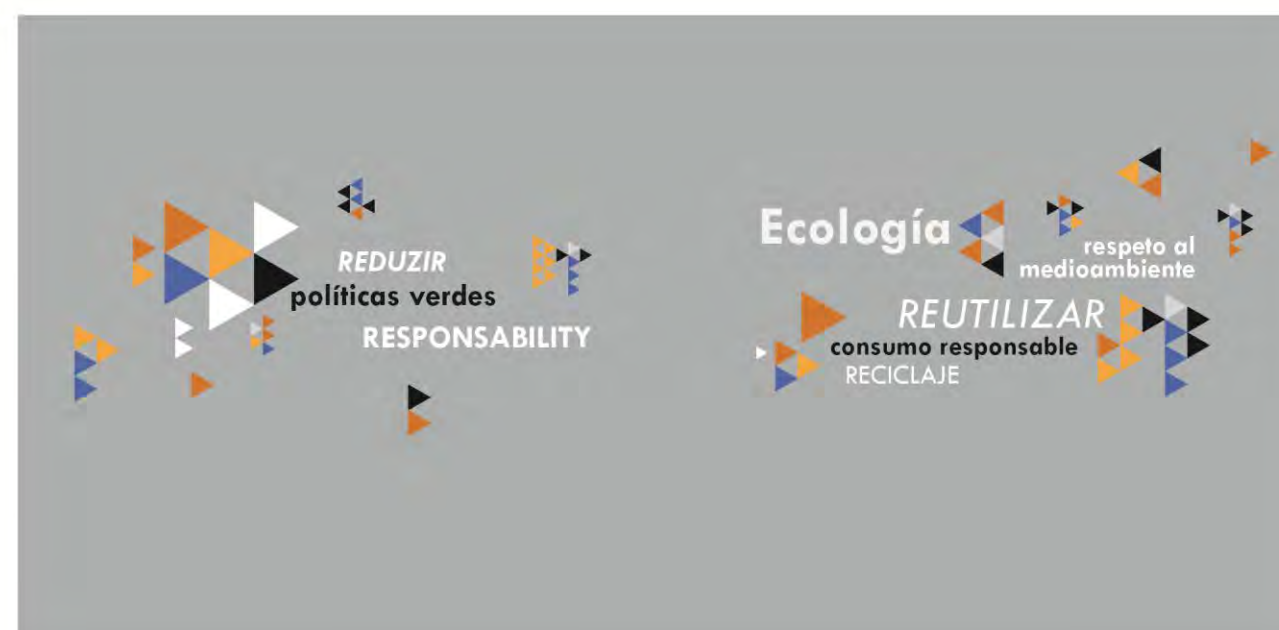 REDUZIR
políticas verdes
RESPONSABILITY
Ecología
respeto al
medioambiente
REUTILIZAR
consumo responsable
RECICLAJE